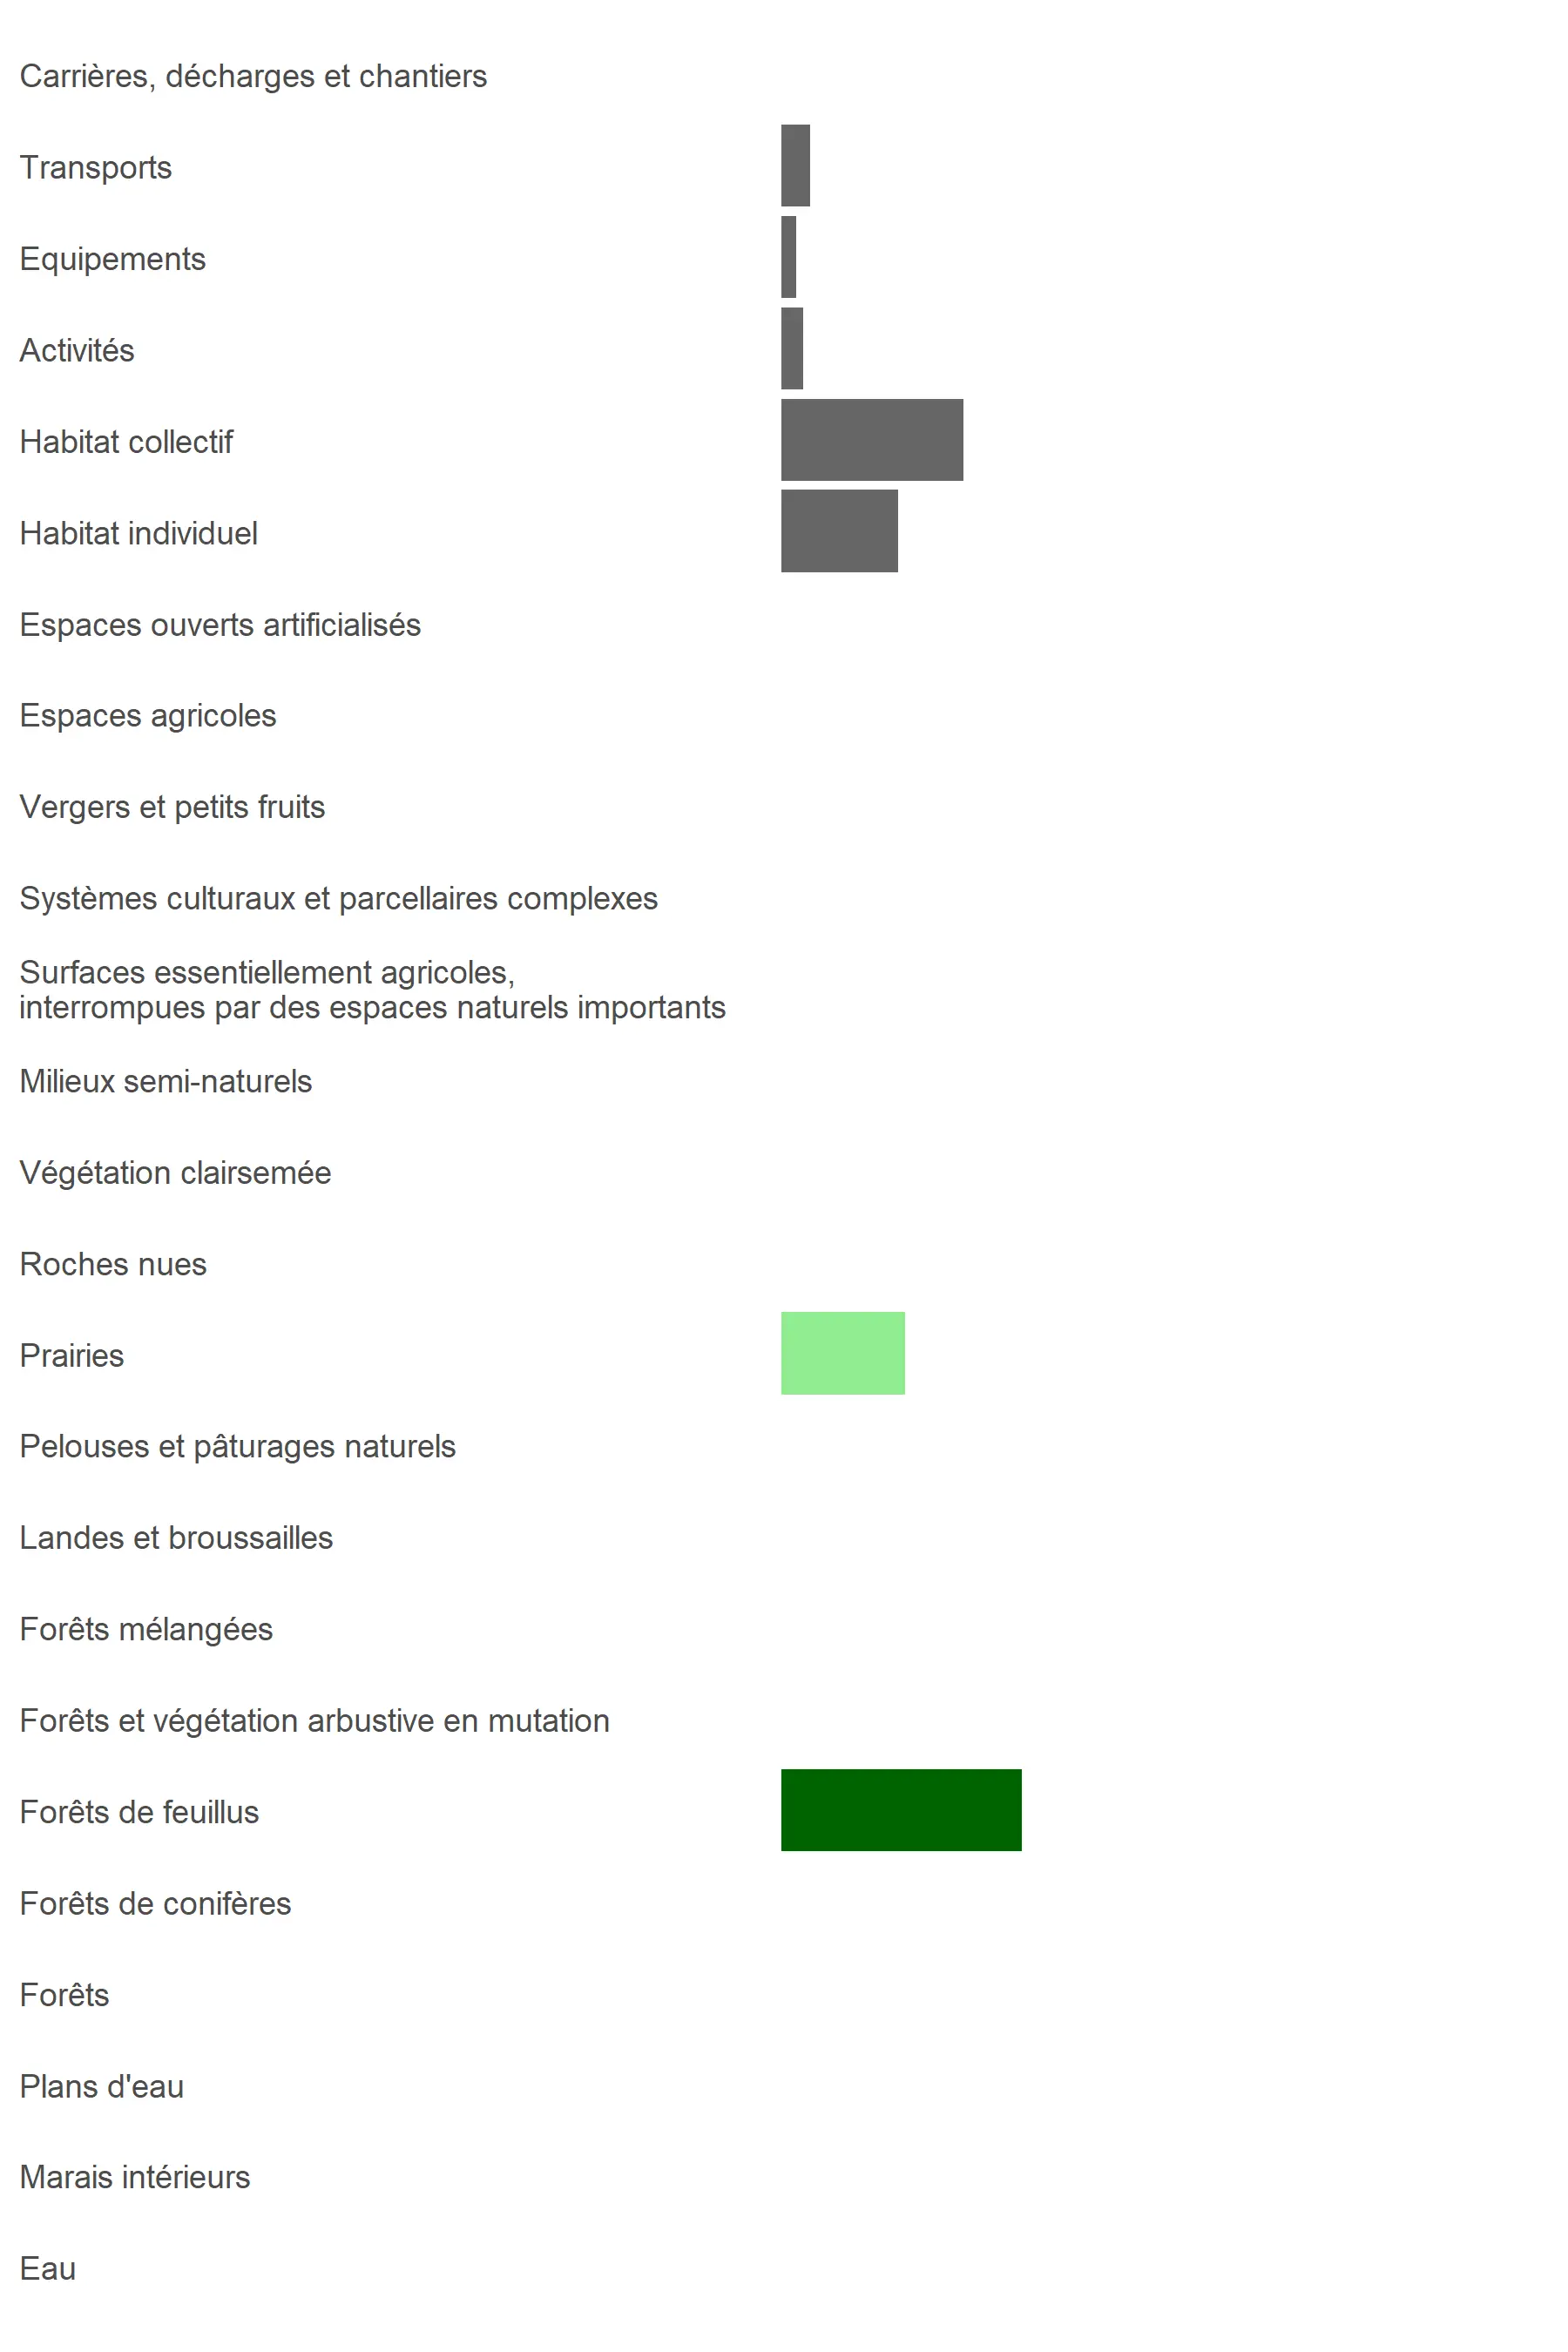 Carrières, décharges et chantiers
Transports
Equipements
Activités
Habitat collectif
Habitat individuel
Espaces ouverts artificialisés
Espaces agricoles
Vergers et petits fruits
Systèmes culturaux et parcellaires complexes
Surfaces essentiellement agricoles,
interrompues par des espaces naturels importants
Milieux semi-naturels
Végétation clairsemée
Roches nues
Prairies
Pelouses et pâturages naturels
Landes et broussailles
Forêts mélangées
Forêts et végétation arbustive en mutation
Forêts de feuillus
Forêts de conifères
Forêts
Plans d'eau
Marais intérieurs
Eau